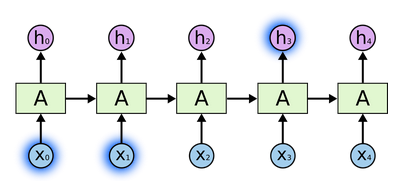 h₀ h₁ h₂ h₃ h₄
A A A A A
x₀ x₁ x₂ x₃ x₄